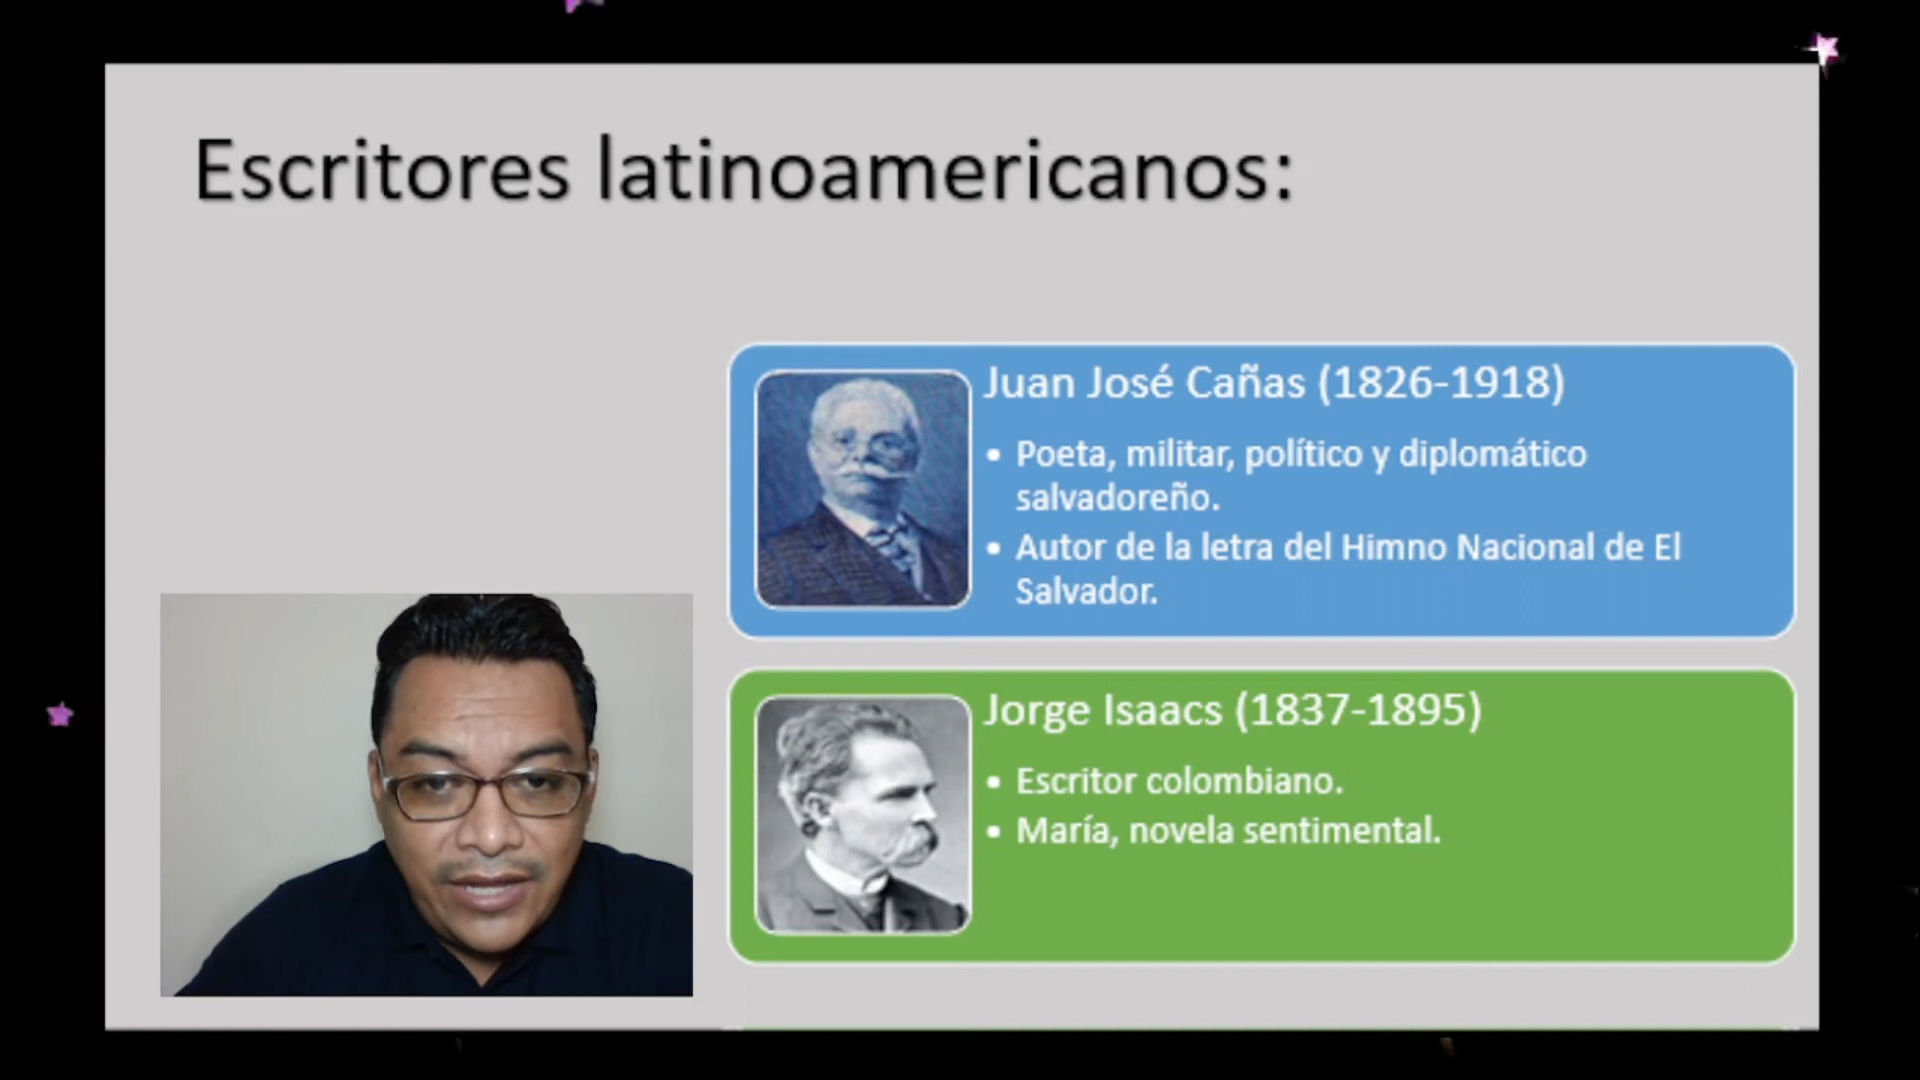 Escritores latinoamericanos:
Juan José Cañas (1826-1918)
• Poeta, militar, político y diplomático
salvadoreño.
• Autor de la letra del Himno Nacional de El
Salvador.
Jorge Isaacs (1837-1895)
• Escritor colombiano.
• María, novela sentimental.